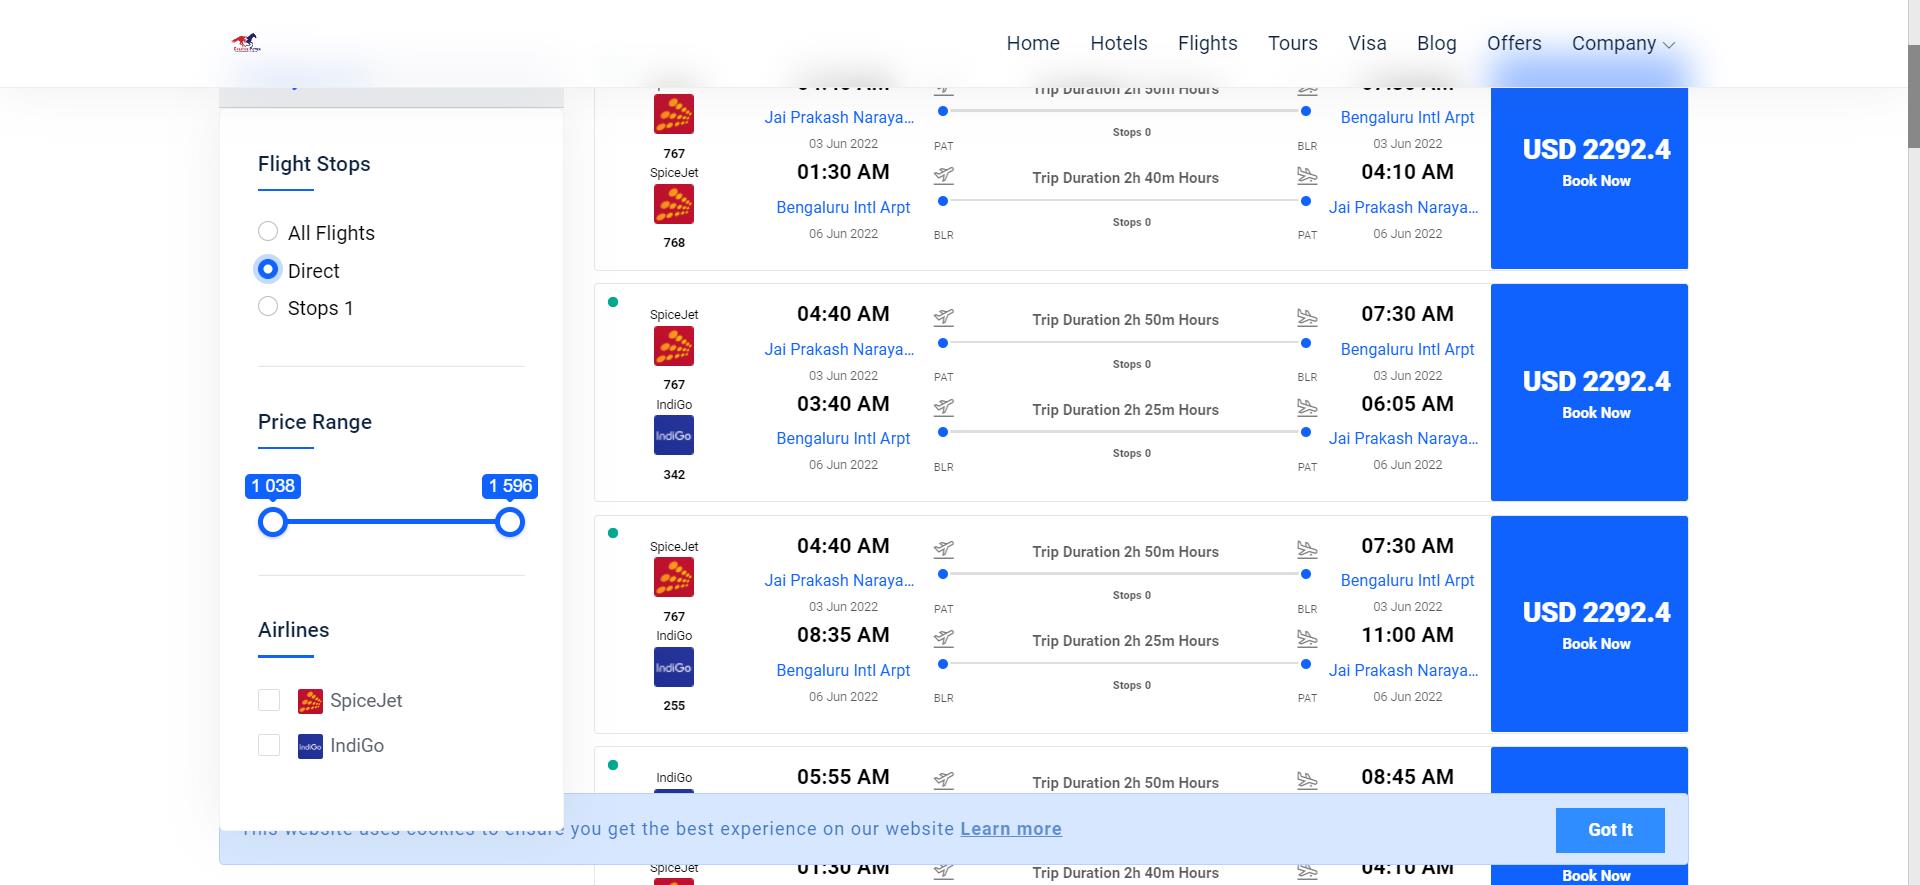 Home Hotels Flights Tours Visa Blog Offers Company
Flight Stops
All Flights
Direct
Stops 1
Price Range
1 038 1 596
Airlines
SpiceJet
IndiGo
IndiGo
Trip Duration 2h 50m Hours
Jai Prakash Naraya... Bengaluru Intl Arpt
Stops 0
03 Jun 2022 PAT BLR 03 Jun 2022
767
SpiceJet 01:30 AM Trip Duration 2h 40m Hours 04:10 AM
Bengaluru Intl Arpt Jai Prakash Naraya...
Stops 0
06 Jun 2022 BLR PAT 06 Jun 2022
768
USD 2292.4
Book Now
SpiceJet 04:40 AM Trip Duration 2h 50m Hours 07:30 AM
Jai Prakash Naraya... Bengaluru Intl Arpt
Stops 0
03 Jun 2022 PAT BLR 03 Jun 2022
767
IndiGo 03:40 AM Trip Duration 2h 25m Hours 06:05 AM
IndiGo Bengaluru Intl Arpt Jai Prakash Naraya...
Stops 0
06 Jun 2022 BLR PAT 06 Jun 2022
342
USD 2292.4
Book Now
SpiceJet 04:40 AM Trip Duration 2h 50m Hours 07:30 AM
Jai Prakash Naraya... Bengaluru Intl Arpt
Stops 0
03 Jun 2022 PAT BLR 03 Jun 2022
767
IndiGo 08:35 AM Trip Duration 2h 25m Hours 11:00 AM
IndiGo Bengaluru Intl Arpt Jai Prakash Naraya...
Stops 0
06 Jun 2022 BLR PAT 06 Jun 2022
255
USD 2292.4
Book Now
IndiGo 05:55 AM Trip Duration 2h 50m Hours 08:45 AM
This website uses cookies to ensure you get the best experience on our website Learn more
Got It
SpiceJet 01:30 AM Trip Duration 2h 40m Hours 04:10 AM
Book Now